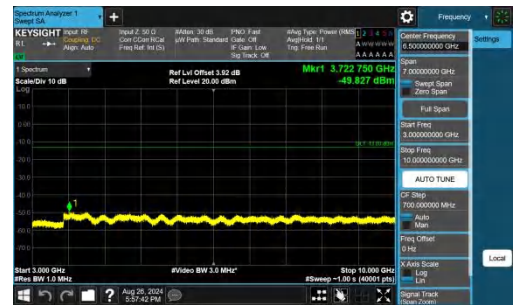 Spectrum Analyzer 1
Swept SA
+
Frequency
KEYSIGHT
Input: RF
Coupling: DC
Align: Auto
Input Z: 50 Ω
Corr CCorr RCal
Freq Ref: Int (S)
#Atten: 30 dB
µW Path: Standard
PNO: Fast
Gate: Off
IF Gain: Low
Sig Track: Off
#Avg Type: Power (RMS
Avg|Hold: 1/1
Trig: Free Run
1 Spectrum
Scale/Div 10 dB
Log
Ref Lvl Offset 3.92 dB
Ref Level 20.00 dBm
Mkr1 3.722 750 GHz
-49.827 dBm
10.0
0.00
-10.0
-20.0
-30.0
-40.0
-50.0
-60.0
-70.0
1
Start 3.000 GHz
#Res BW 1.0 MHz
#Video BW 3.0 MHz*
Stop 10.000 GHz
#Sweep ~1.00 s (40001 pts)
Aug 28, 2024
5:57:42 PM
Center Frequency
6.500000000 GHz
Settings
Span
7.00000000 GHz
Swept Span
Zero Span
Full Span
Start Freq
3.000000000 GHz
Stop Freq
10.000000000 GHz
AUTO TUNE
CF Step
700.000000 MHz
Auto
Man
Freq Offset
0 Hz
X Axis Scale
Log
Lin
Local
Signal Track
(Span Zoom)